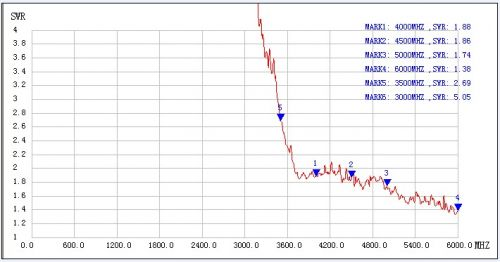 SWR
MARK1: 4000MHZ ,SWR: 1.88
MARK2: 4500MHZ ,SWR: 1.86
MARK3: 5000MHZ ,SWR: 1.74
MARK4: 6000MHZ ,SWR: 1.38
MARK5: 3500MHZ ,SWR: 2.69
MARK6: 3000MHZ ,SWR: 5.05
4
3.8
3.6
3.4
3.2
3
2.8
2.6
2.4
2.2
2
1.8
1.6
1.4
1.2
1
5
1
2
3
4
0.0 600.0 1200.0 1800.0 2400.0 3000.0 3600.0 4200.0 4800.0 5400.0 6000.0 MHZ